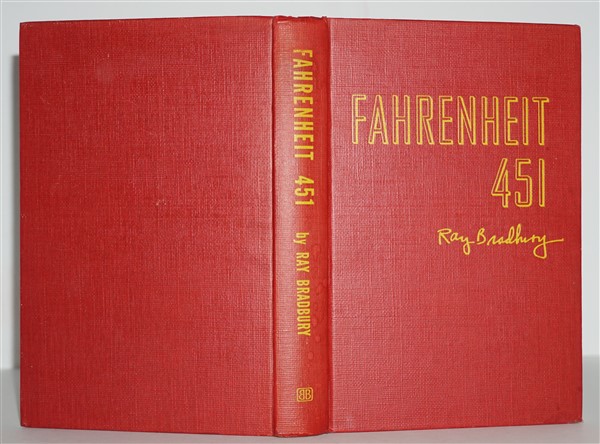 FAHRENHEIT 451 by RAY BRADBURY
BB
FAHRENHEIT
451
Ray Bradbury